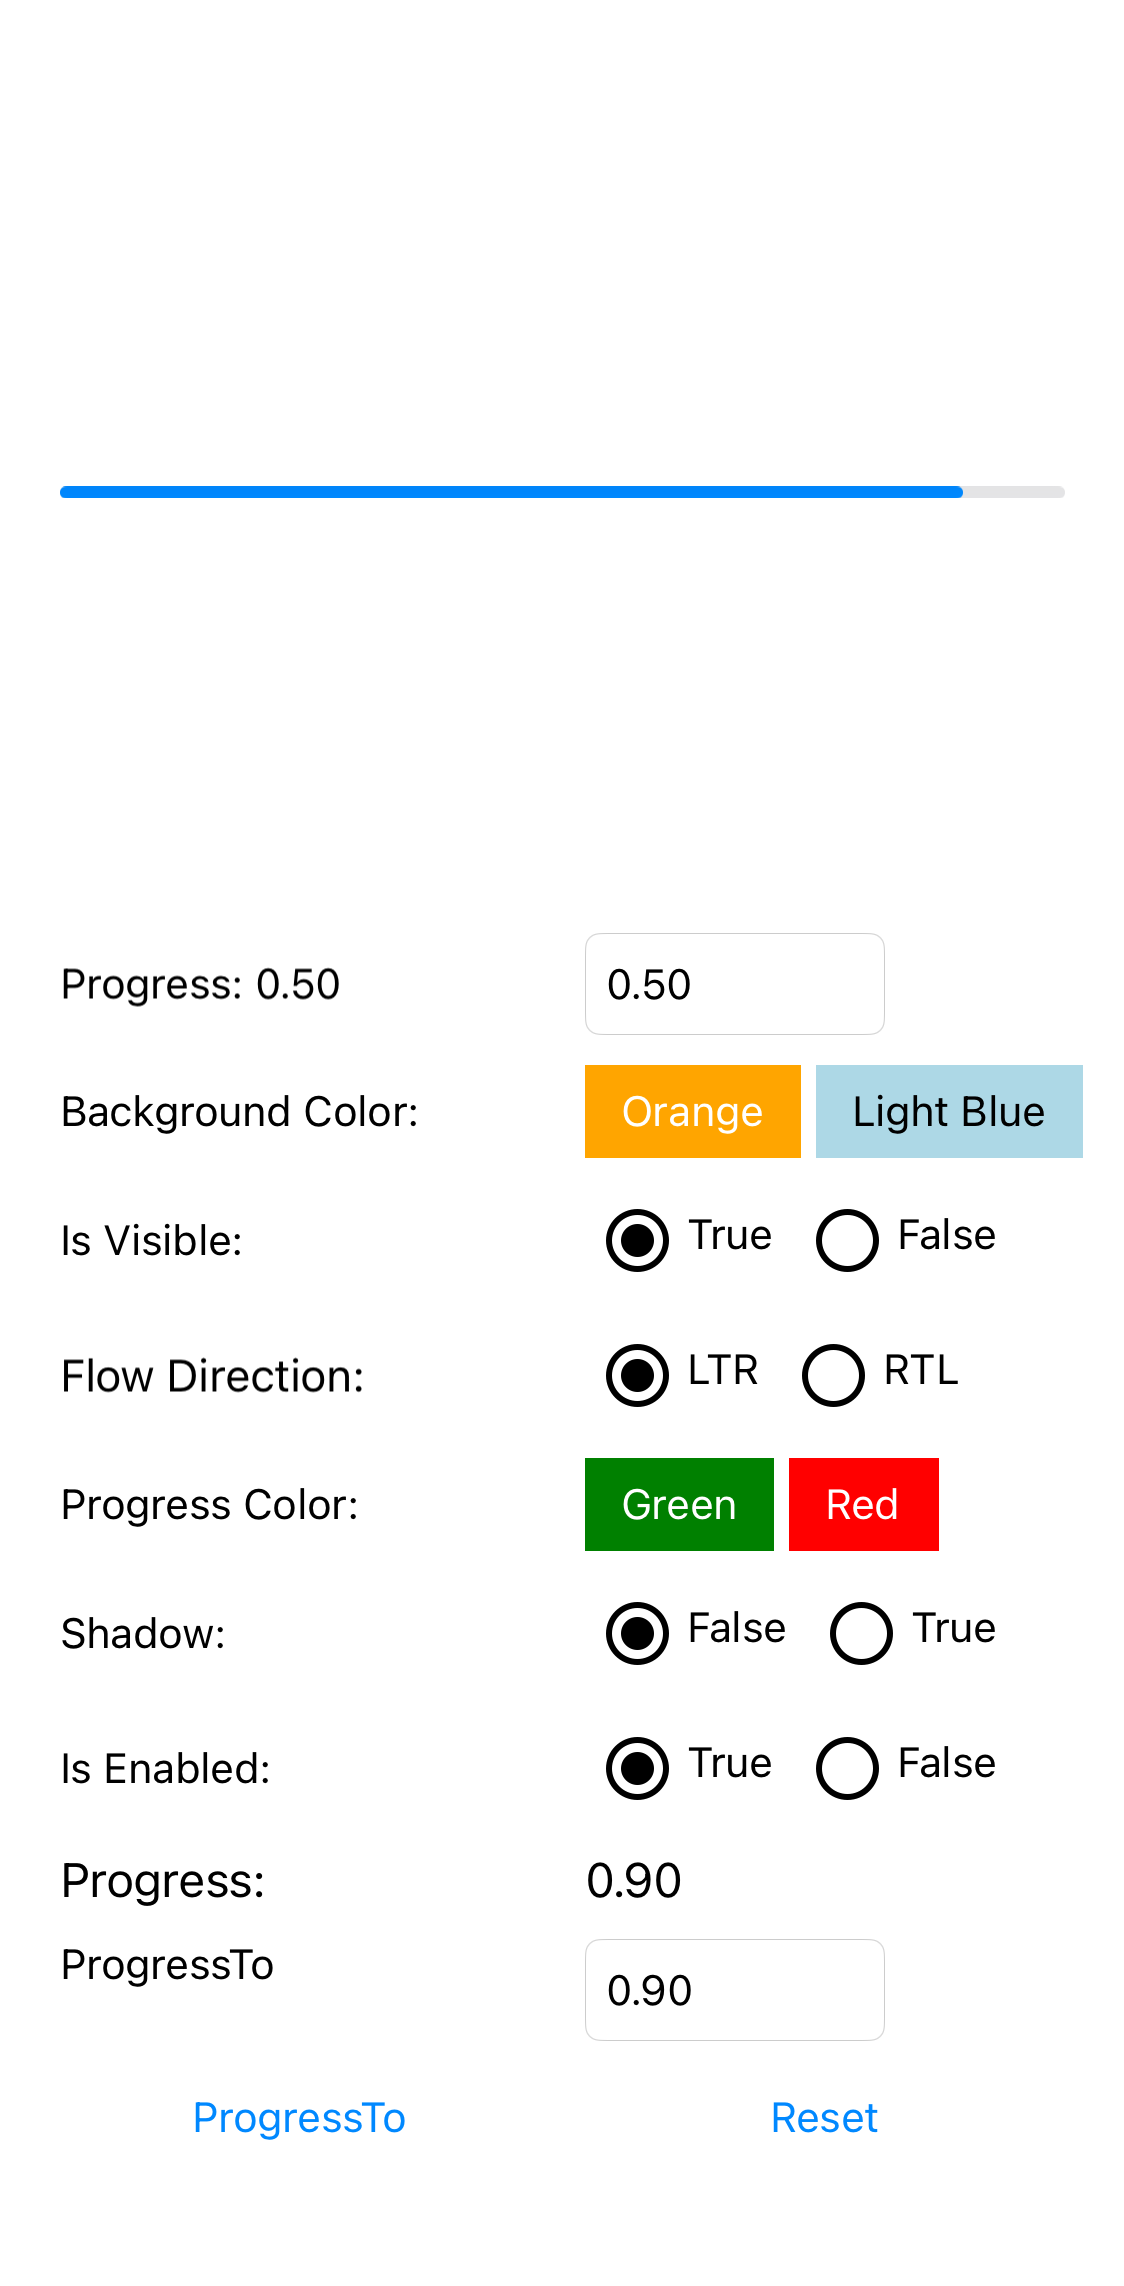 Progress: 0.50 0.50
Background Color: Orange Light Blue
Is Visible: True False
Flow Direction: LTR RTL
Progress Color: Green Red
Shadow: False True
Is Enabled: True False
Progress: 0.90
ProgressTo 0.90
ProgressTo Reset